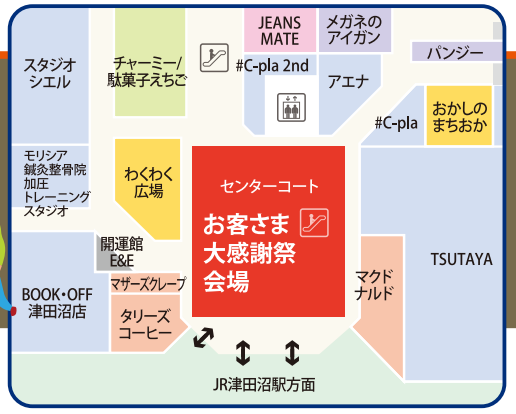 スタジオ
シエル
チャーミー/
駄菓子えちご
JEANS
MATE
メガネの
アイガン
パンジー
#C-pla 2nd
アエナ
#C-pla
おかしの
まちおか
モリシア
鍼灸整骨院
加圧
トレーニング
スタジオ
わくわく
広場
センターコート
お客さま
大感謝祭
会場
開運館
E&E
マザーズクレープ
BOOK・OFF
津田沼店
タリーズ
コーヒー
マクド
ナルド
TSUTAYA
JR津田沼駅方面